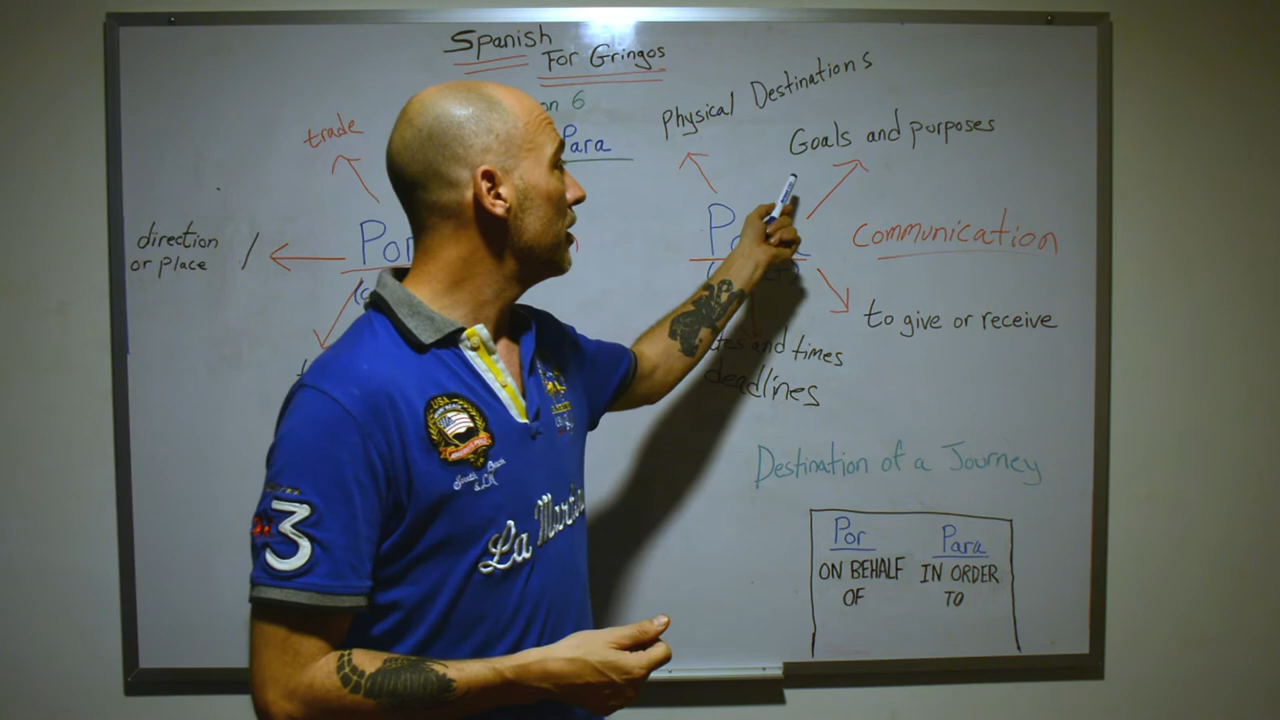 Spanish
For Gringos
on 6
Para
trade
Physical Destinations
Goals and purposes
Por
direction
or place
communication
to give or receive
and times
deadlines
Destination of a Journey
Por Para
ON BEHALF IN ORDER
OF TO
USA
La Martin
3